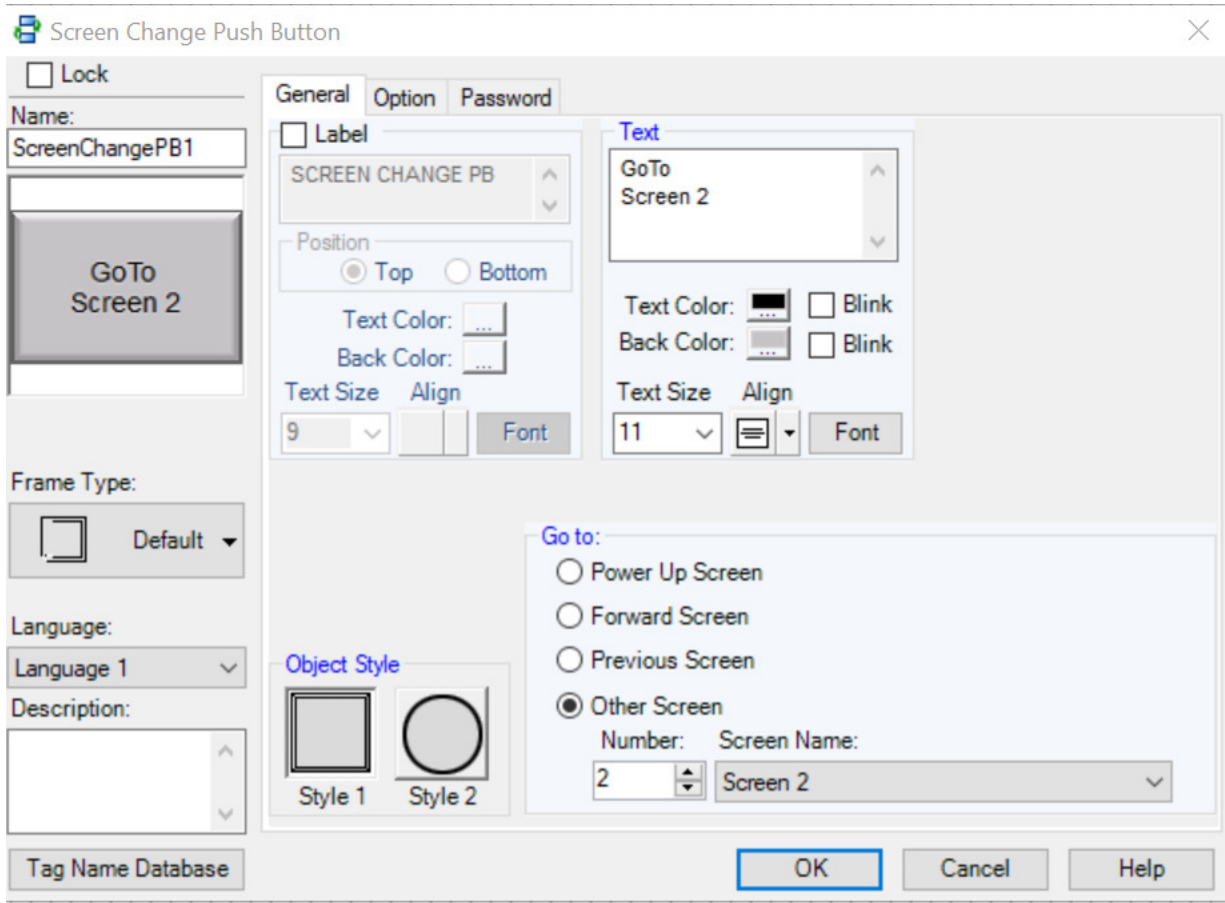 Screen Change Push Button
Lock
Name:
ScreenChangePB1
GoTo
Screen 2
Frame Type:
Default
Language:
Language 1
Description:
Tag Name Database
General Option Password
Label
SCREEN CHANGE PB
Position
Top Bottom
Text Color: ...
Back Color: ...
Text Size Align
9 Font
Text
GoTo
Screen 2
Text Color: ... Blink
Back Color: ... Blink
Text Size Align
11 Font
Object Style
Style 1 Style 2
Go to:
Power Up Screen
Forward Screen
Previous Screen
Other Screen
Number: Screen Name:
2 Screen 2
OK Cancel Help